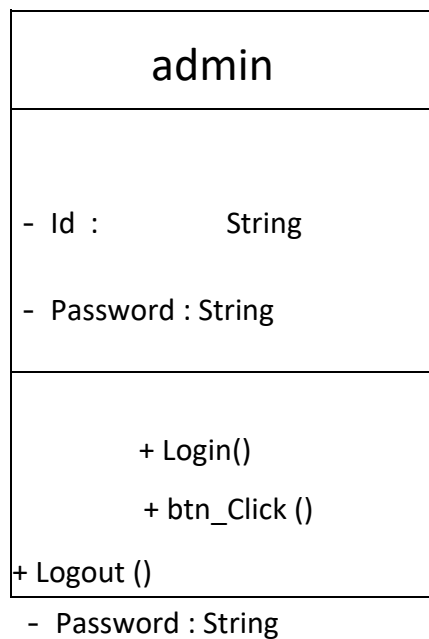 admin
- Id : String
- Password : String
+ Login()
+ btn_Click ()
+ Logout ()
- Password : String